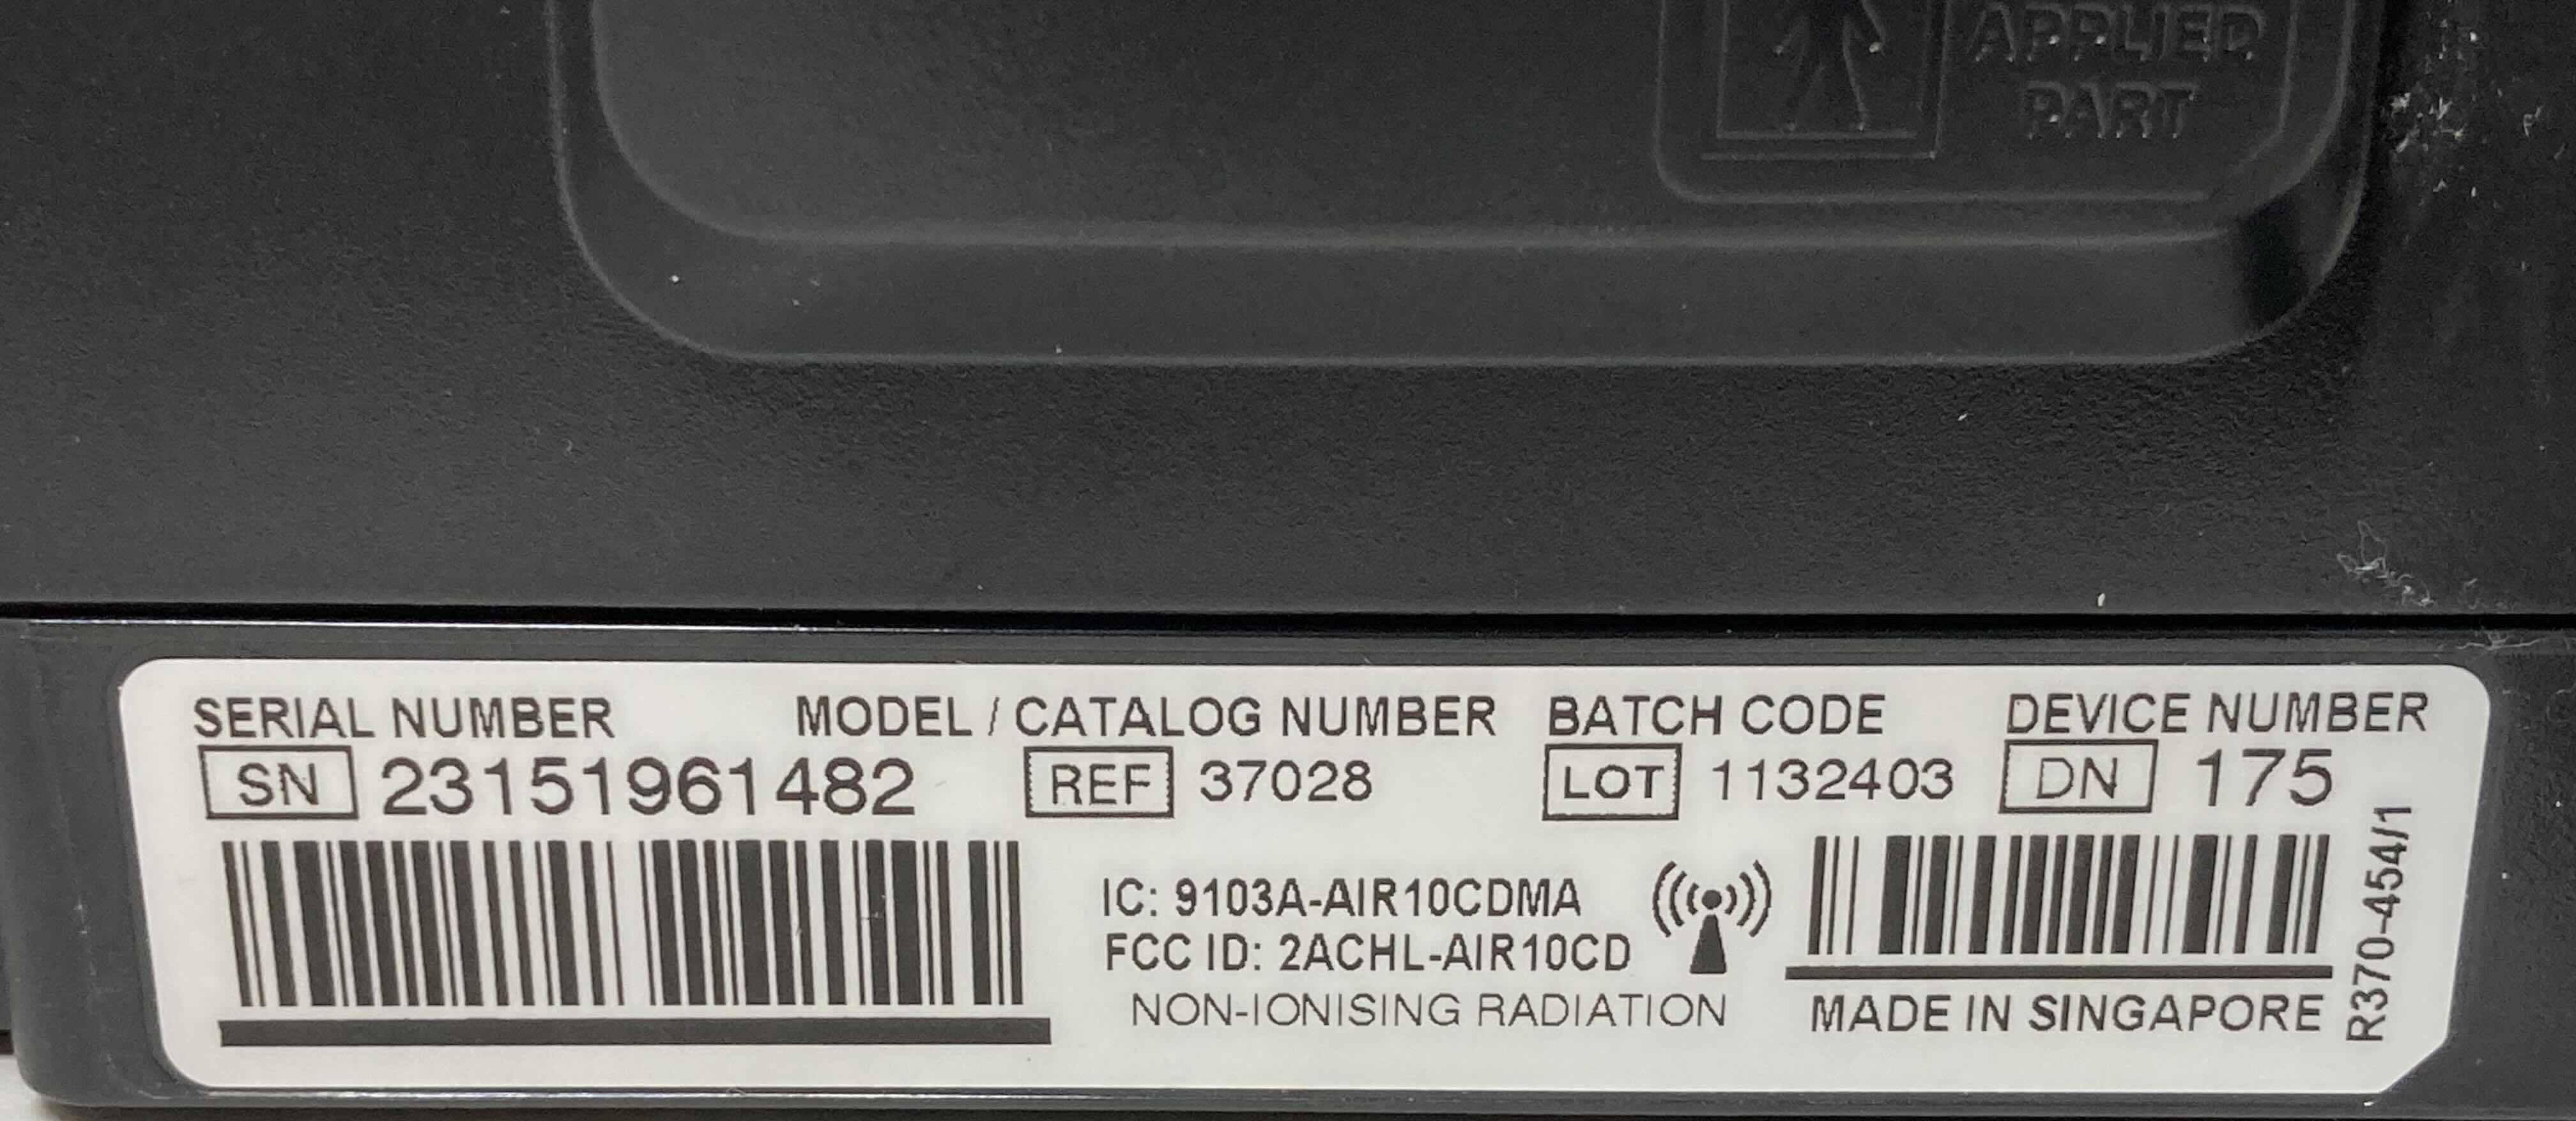 APPLIED
PART
SERIAL NUMBER MODEL / CATALOG NUMBER BATCH CODE DEVICE NUMBER
SN 23151961482 REF 37028 LOT 1132403 DN 175
IC: 9103A-AIR10CDMA
FCC ID: 2ACHL-AIR10CD
NON-IONISING RADIATION MADE IN SINGAPORE
R370-454/1